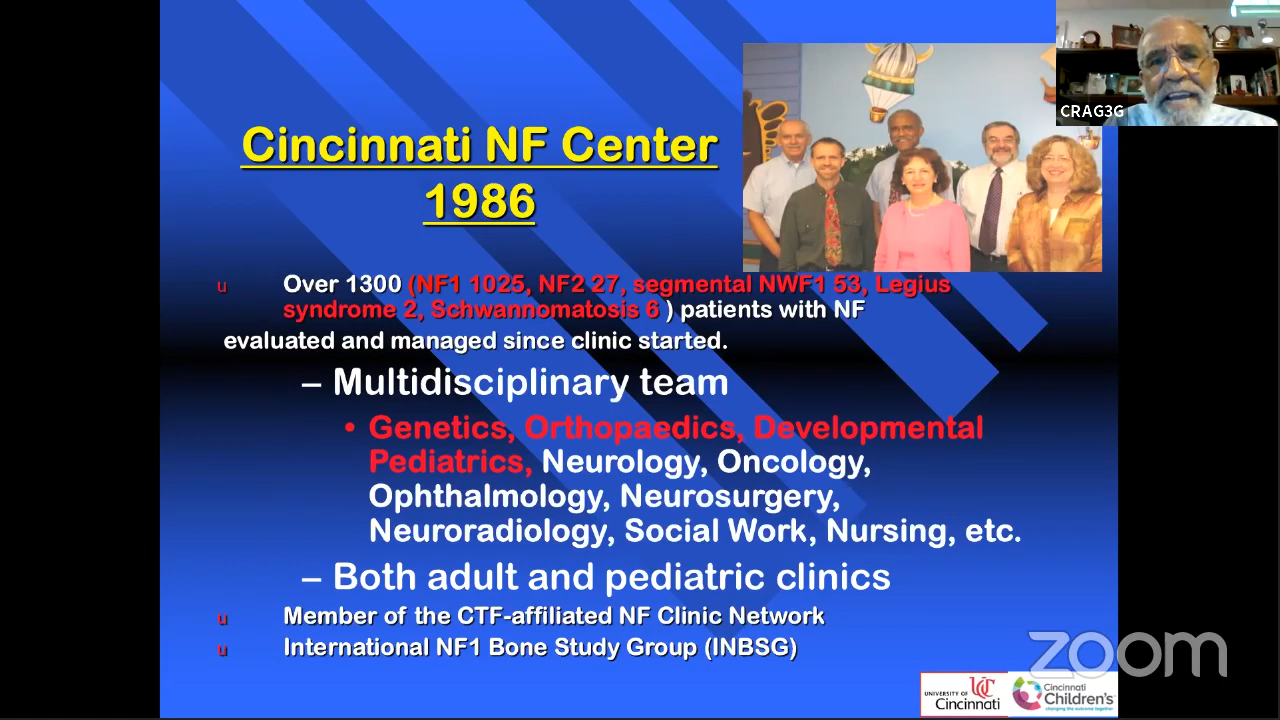 CRAG3G
Cincinnati NF Center
1986
u Over 1300 (NF1 1025, NF2 27, segmental NWF1 53, Legius
syndrome 2, Schwannomatosis 6 ) patients with NF
evaluated and managed since clinic started.
– Multidisciplinary team
• Genetics, Orthopaedics, Developmental
Pediatrics, Neurology, Oncology,
Ophthalmology, Neurosurgery,
Neuroradiology, Social Work, Nursing, etc.
– Both adult and pediatric clinics
u Member of the CTF-affiliated NF Clinic Network
u International NF1 Bone Study Group (INBSG)
zoom
UNIVERSITY OF
Cincinnati
Cincinnati
Children's
changing the outcome together